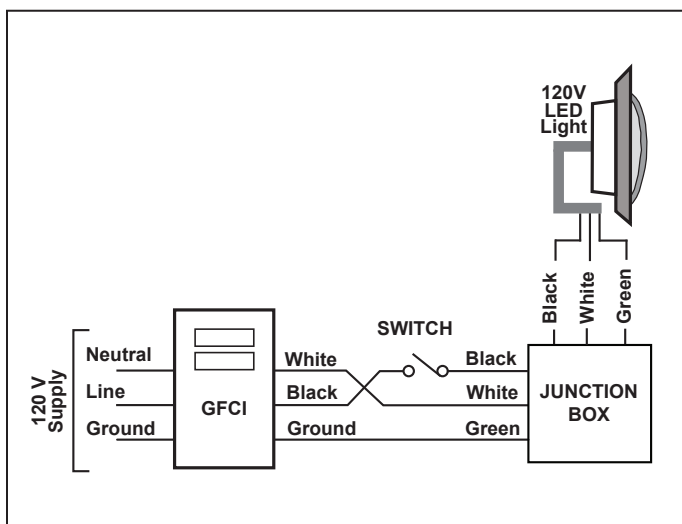 120V
LED
Light
Black
White
Green
SWITCH
Neutral
White
Black
Line
Black
White
Ground
Ground
Green
120 V
Supply
GFCI
JUNCTION
BOX